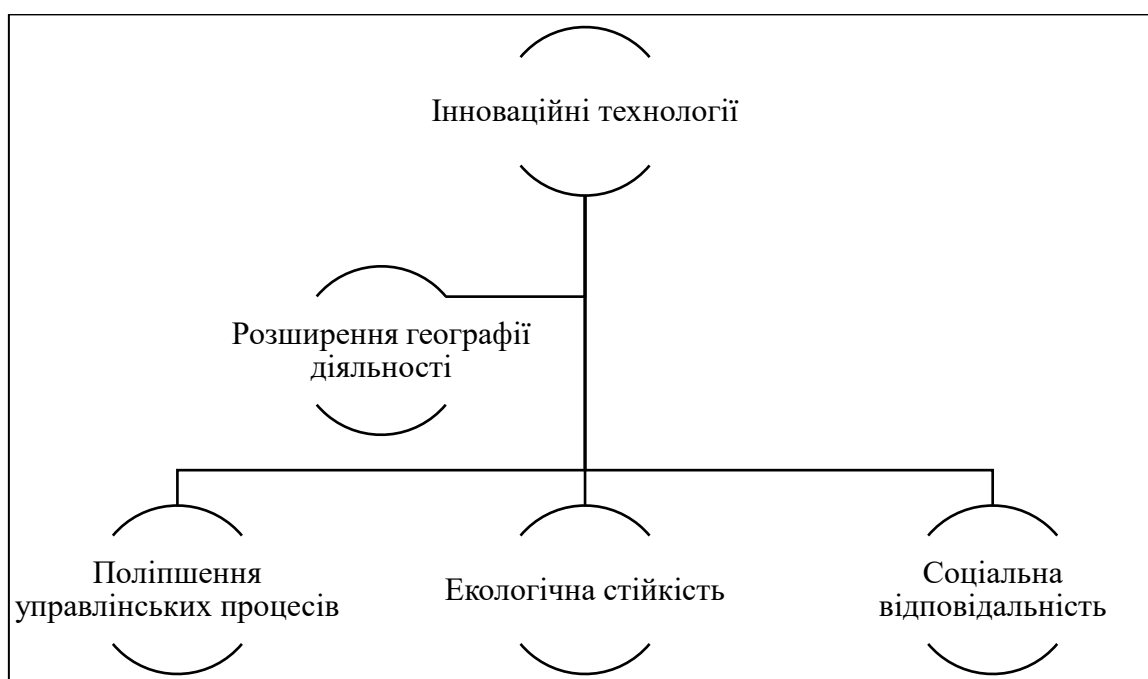 Інноваційні технології
Розширення географії
діяльності
Поліпшення
управлінських процесів
Екологічна стійкість
Соціальна
відповідальність